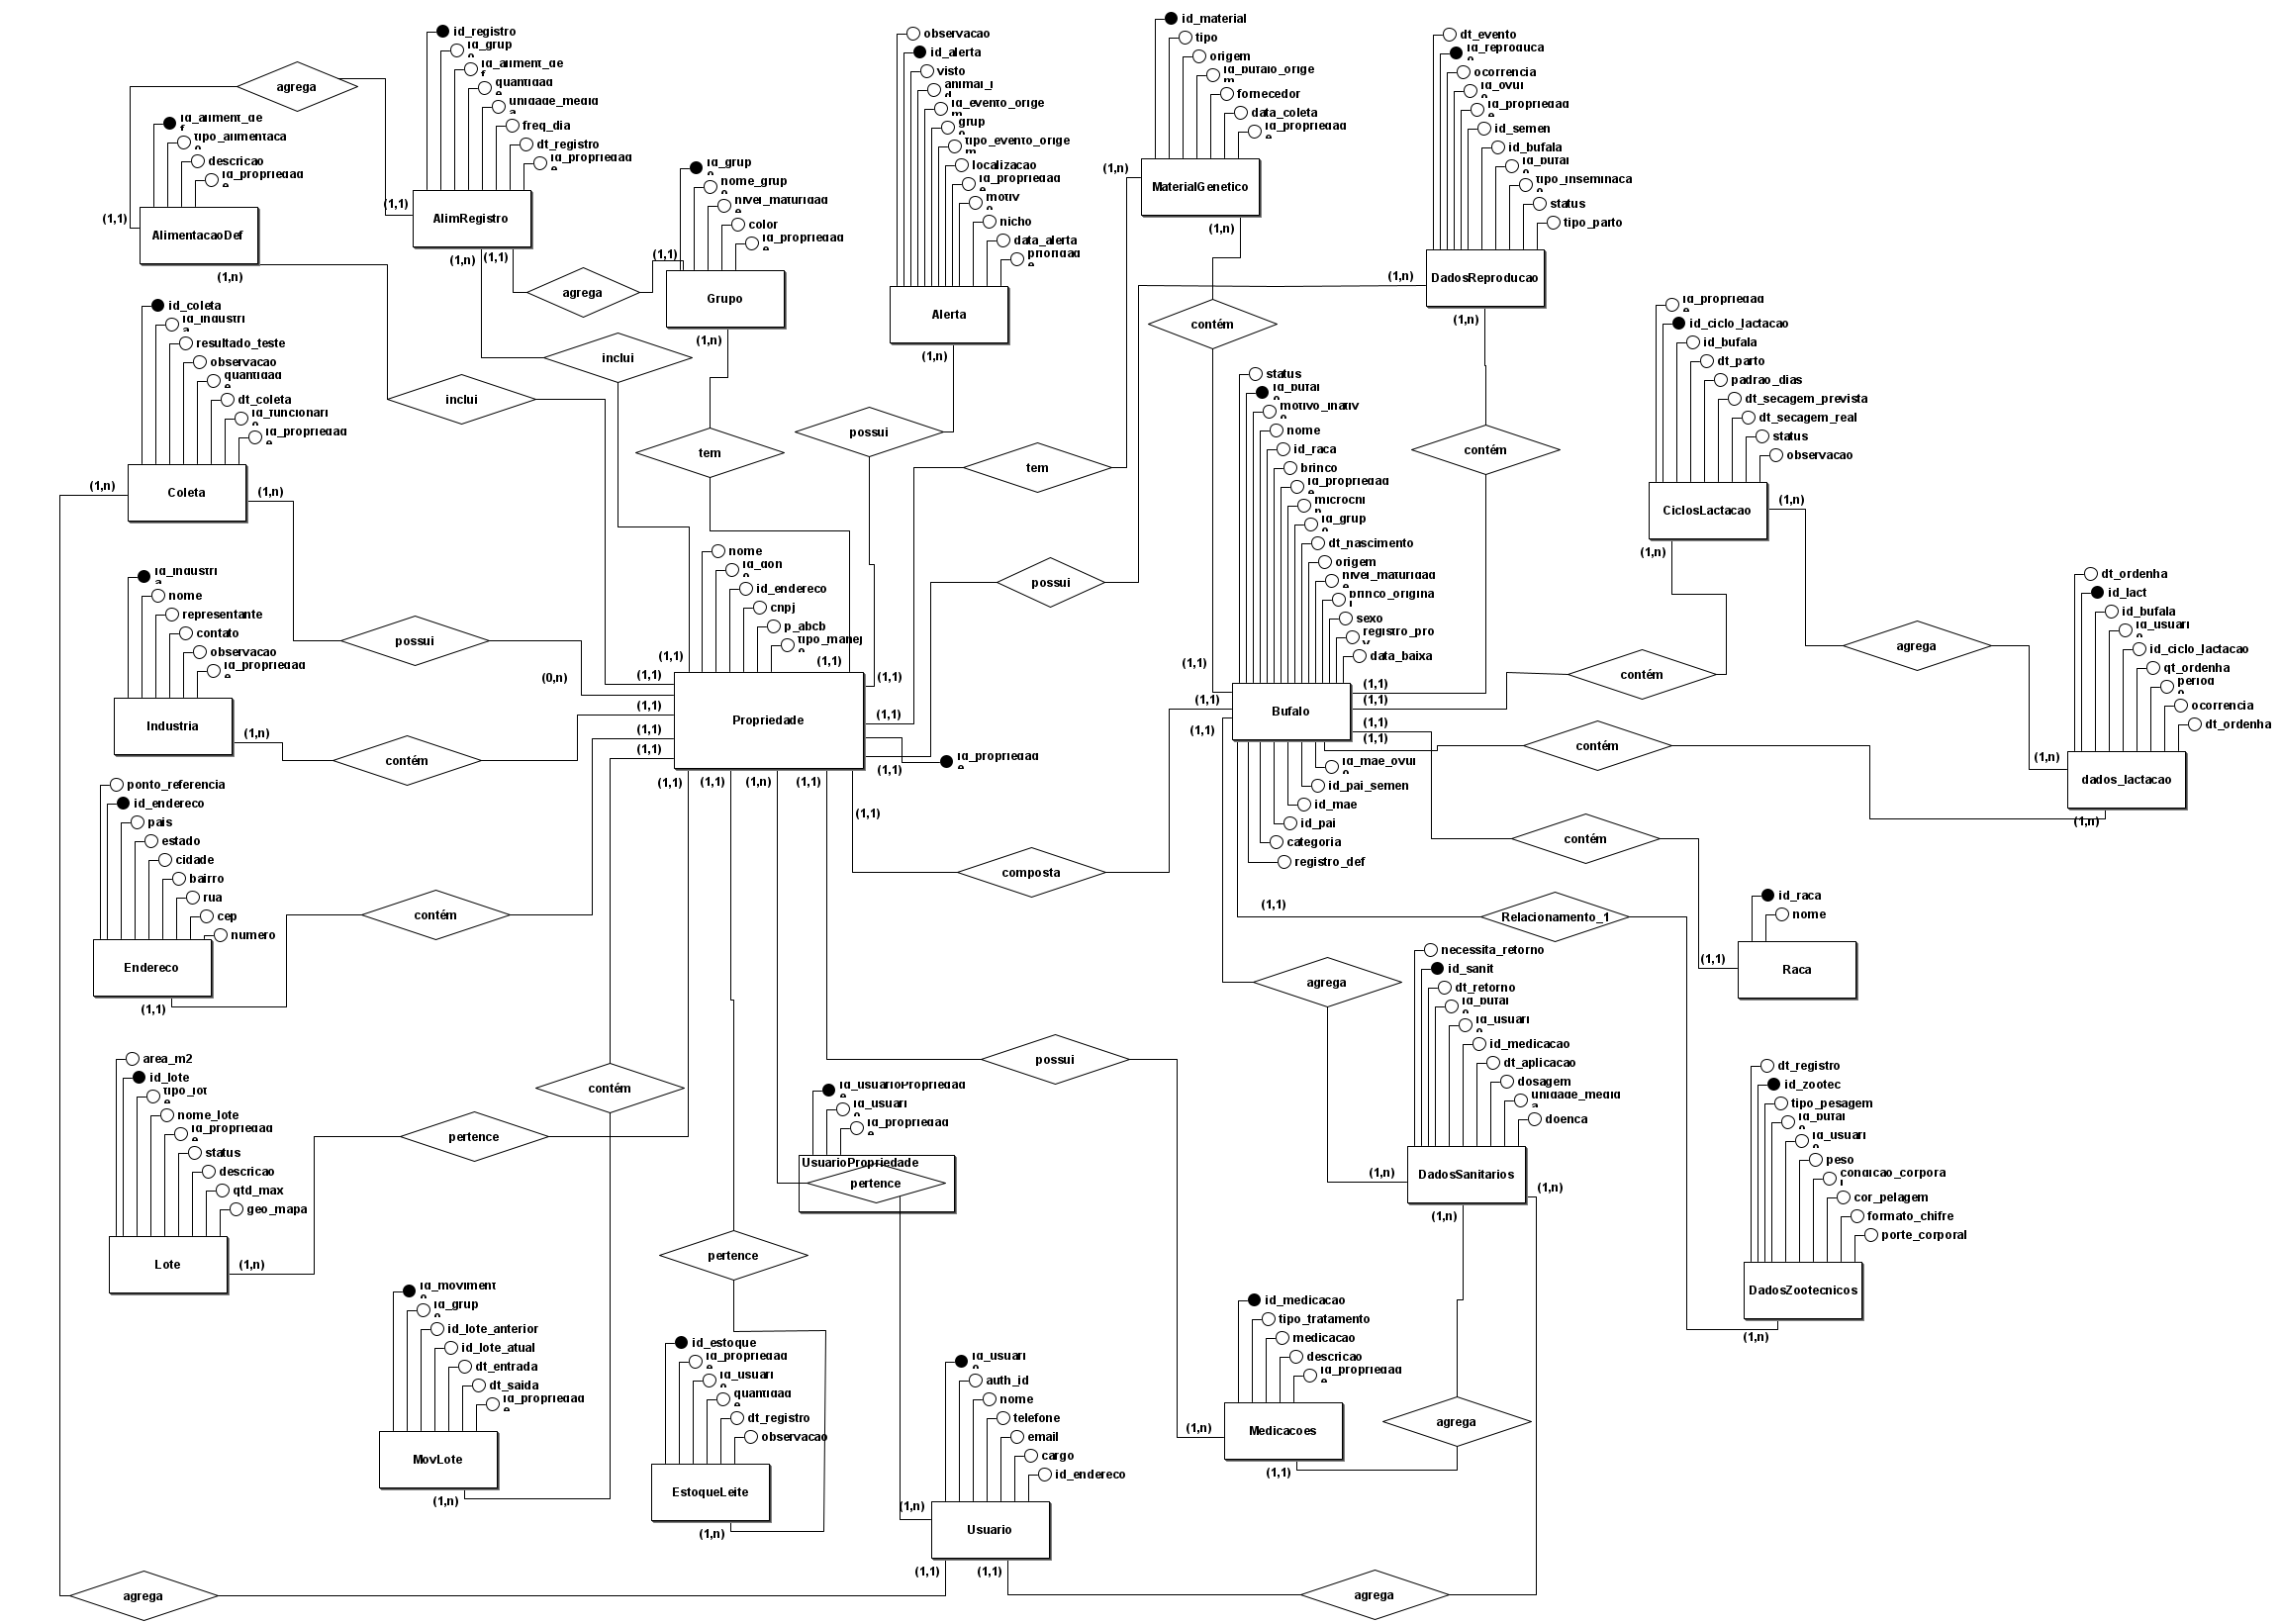 id_registro
id_grupo
id_aliment_def
quantidade
unidade_medida
freq_dia
dt_registro
id_propriedade
AlimRegistro
(1,1)
(1,n)
(1,1)
agrega
id_aliment_def
tipo_alimentacao
descricao
id_propriedade
AlimentacaoDef
(1,1)
(1,n)
agrega
id_grupo
nome_grupo
nivel_maturidade
color
id_propriedade
Grupo
(1,1)
(1,n)
observacao
id_alerta
visto
animal_id
id_evento_origem
grupo
tipo_evento_origem
localizacao
id_propriedade
motivo
nicho
data_alerta
prioridade
Alerta
(1,n)
id_material
tipo
origem
id_bufalo_origem
fornecedor
data_coleta
id_propriedade
MaterialGenetico
(1,n)
(1,n)
contém
dt_evento
id_reproducao
ocorrencia
id_ovulo
id_propriedade
id_semen
id_bufala
id_bufalo
tipo_inseminacao
status
tipo_parto
DadosReproducao
(1,n)
(1,n)
contém
id_propriedade
id_ciclo_lactacao
id_bufala
dt_parto
padrao_dias
dt_secagem_prevista
dt_secagem_real
status
observacao
CiclosLactacao
(1,n)
(1,n)
agrega
contém
dt_ordenha
id_lact
id_bufala
id_usuario
id_ciclo_lactacao
qt_ordenha
periodo
ocorrencia
dt_ordenha
dados_lactacao
(1,n)
(1,n)
inclui
inclui
tem
possui
tem
possui
id_coleta
id_industria
resultado_teste
observacao
quantidade
dt_coleta
id_funcionario
id_propriedade
Coleta
(1,n)
(1,n)
possui
id_industria
nome
representante
contato
observacao
id_propriedade
Industria
(1,n)
contém
nome
id_dono
id_endereco
cnpj
p_abcb
tipo_manejo
Propriedade
id_propriedade
(1,1)
(1,1)
(0,n)
(1,1)
(1,1)
(1,1)
(1,1)
(1,1)
(1,1)
(1,1)
(1,1)
(1,1)
(1,1)
(1,n)
(1,1)
(1,1)
status
id_bufalo
motivo_inativo
nome
id_raca
brinco
id_propriedade
microchip
id_grupo
dt_nascimento
origem
nivel_maturidade
brinco_original
sexo
registro_prov
data_baixa
Bufalo
id_mae_ovulo
id_pai_semen
id_mae
id_pai
categoria
registro_def
(1,1)
(1,1)
(1,1)
(1,1)
(1,1)
(1,1)
(1,1)
(1,1)
contém
contém
composta
Relacionamento_1
agrega
id_raca
nome
Raca
(1,1)
ponto_referencia
id_endereco
pais
estado
cidade
bairro
rua
cep
numero
Endereco
(1,1)
contém
area_m2
id_lote
tipo_lote
nome_lote
id_propriedade
status
descricao
qtd_max
geo_mapa
Lote
(1,n)
pertence
contém
id_movimento
id_grupo
id_lote_anterior
id_lote_atual
dt_entrada
dt_saida
id_propriedade
MovLote
(1,n)
pertence
id_estoque
id_propriedade
id_usuario
quantidade
dt_registro
observacao
EstoqueLeite
(1,n)
id_usuarioPropriedade
id_usuario
id_propriedade
UsuarioPropriedade
pertence
possui
id_usuario
auth_id
nome
telefone
email
cargo
id_endereco
Usuario
(1,n)
(1,1)
(1,1)
id_medicacao
tipo_tratamento
medicacao
descricao
id_propriedade
Medicacoes
(1,n)
(1,1)
agrega
necessita_retorno
id_sanit
dt_retorno
id_bufalo
id_usuario
id_medicacao
dt_aplicacao
dosagem
unidade_medida
doenca
DadosSanitarios
(1,n)
(1,n)
(1,n)
dt_registro
id_zootec
tipo_pesagem
id_bufalo
id_usuario
peso
condicao_corporal
cor_pelagem
formato_chifre
porte_corporal
DadosZootecnicos
(1,n)
agrega
agrega